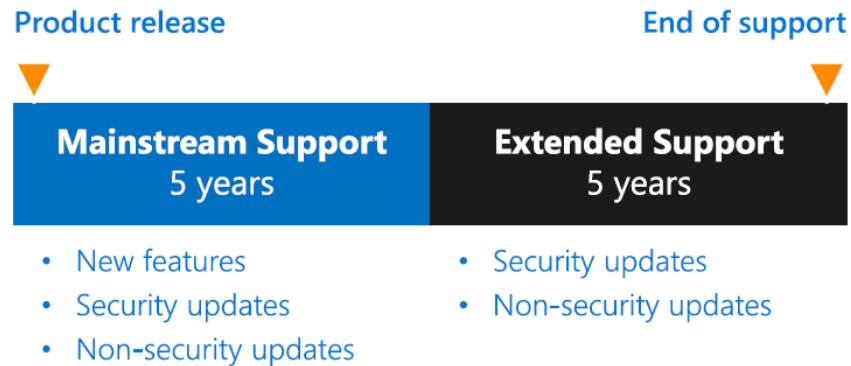 Product release
End of support
Mainstream Support
5 years
Extended Support
5 years
• New features
• Security updates
• Non-security updates
• Security updates
• Non-security updates